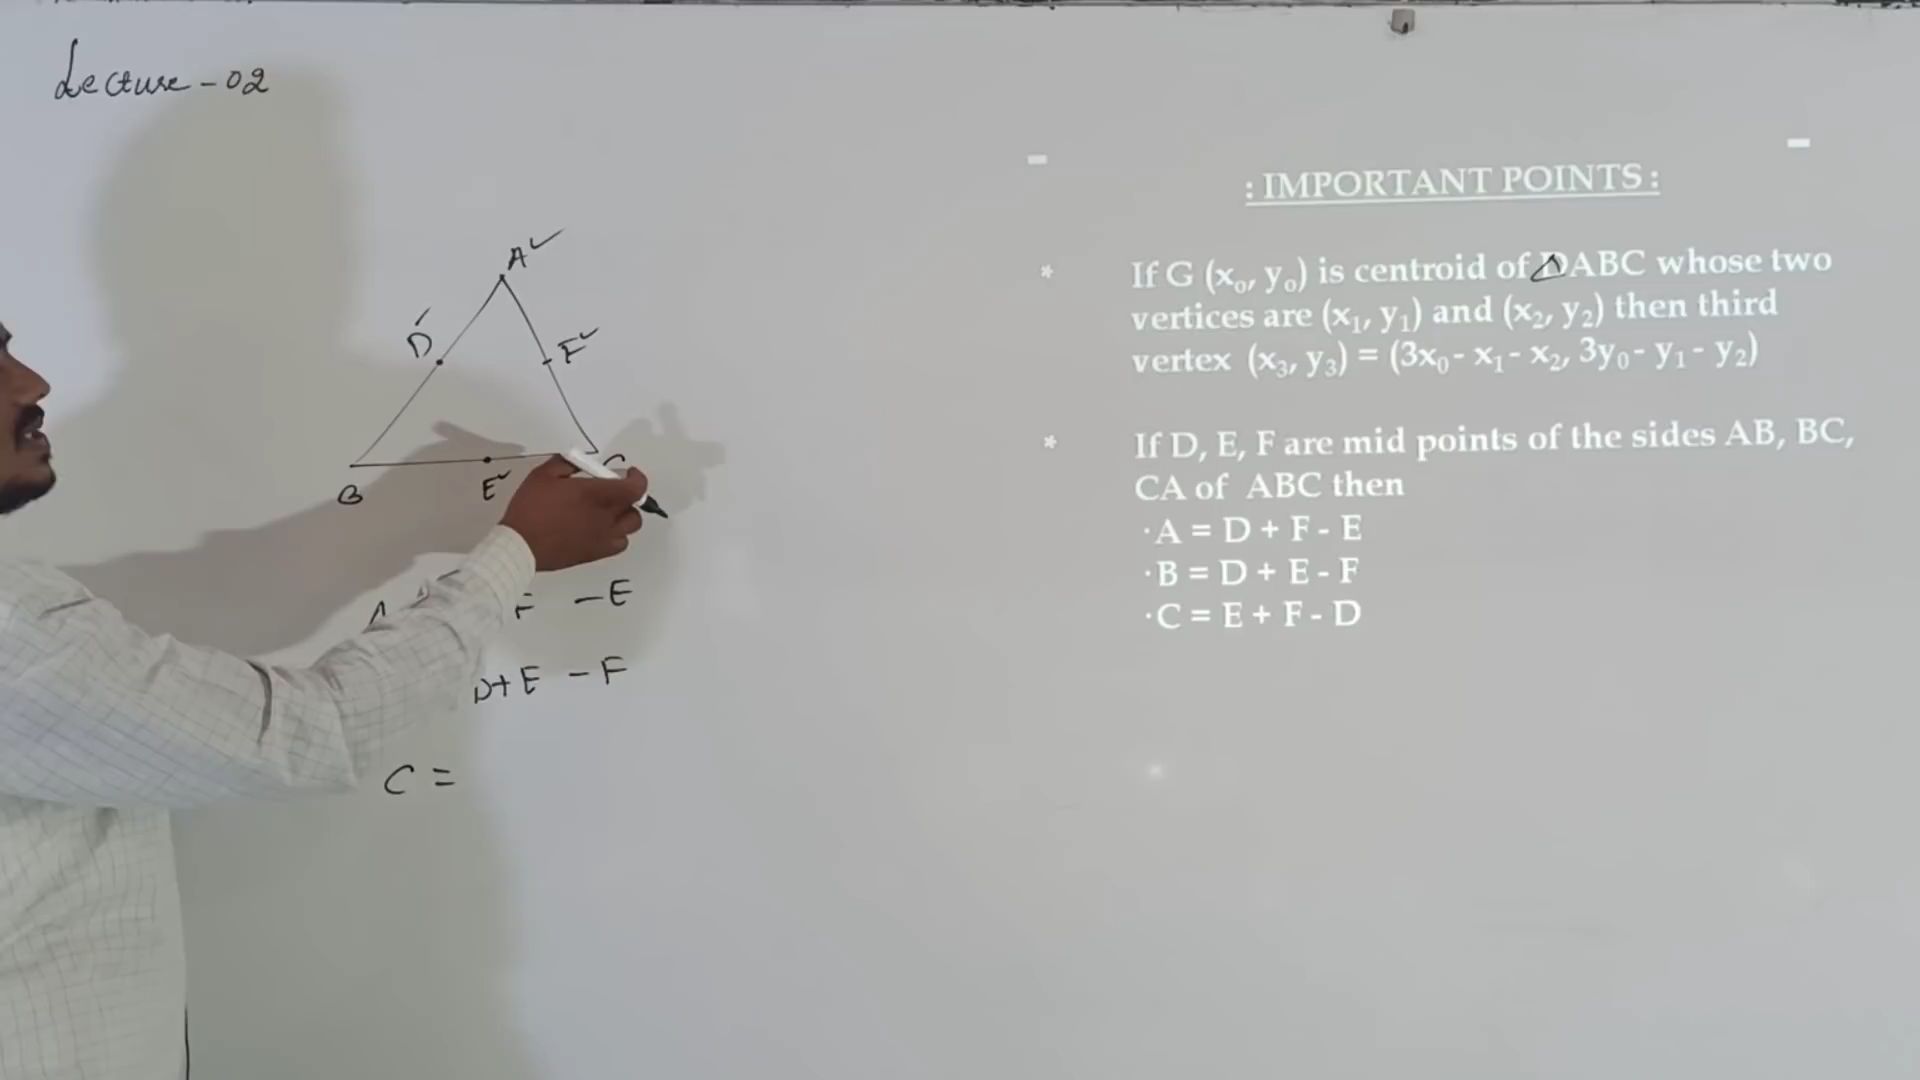 Lecture - 02
: IMPORTANT POINTS :
* If G (x₀, y₀) is centroid of ΔABC whose two
vertices are (x₁, y₁) and (x₂, y₂) then third
vertex (x₃, y₃) = (3x₀ - x₁ - x₂, 3y₀ - y₁ - y₂)
* If D, E, F are mid points of the sides AB, BC,
CA of ABC then
· A = D + F - E
· B = D + E - F
· C = E + F - D
A
D
F
B
E
C
A F - E
D+E - F
C =